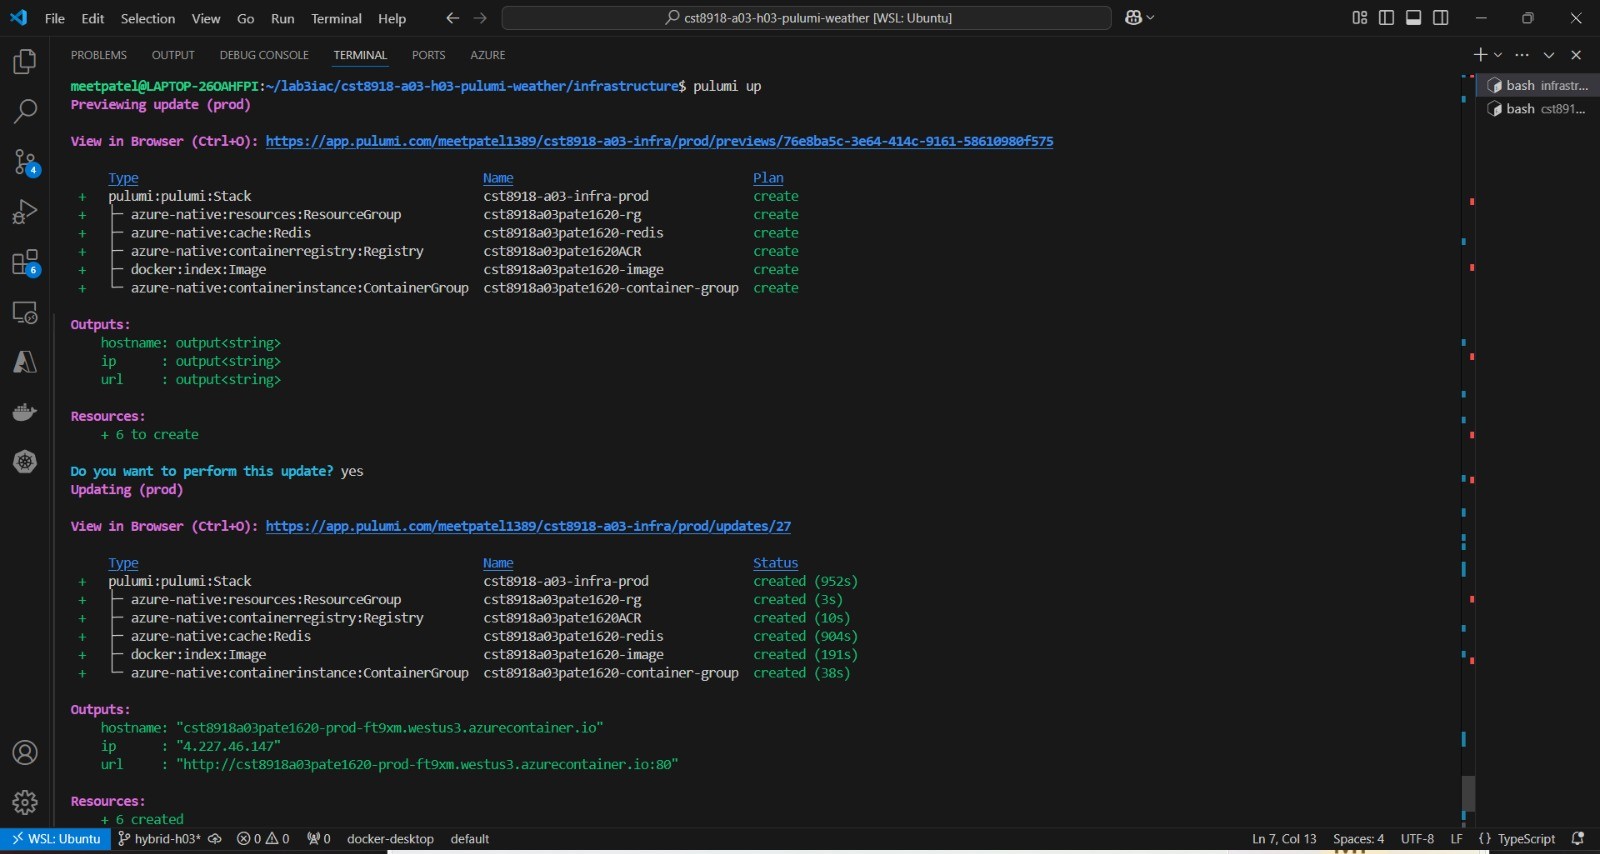 File Edit Selection View Go Run Terminal Help
cst8918-a03-h03-pulumi-weather [WSL: Ubuntu]
PROBLEMS OUTPUT DEBUG CONSOLE TERMINAL PORTS AZURE
meetpatel@LAPTOP-26OAHFPI:~/lab3iac/cst8918-a03-h03-pulumi-weather/infrastructure$ pulumi up
Previewing update (prod)
View in Browser (Ctrl+O): https://app.pulumi.com/meetpatel1389/cst8918-a03-infra/prod/previews/76e8ba5c-3e64-414c-9161-58610980f575
Type Name Plan
+ pulumi:pulumi:Stack cst8918-a03-infra-prod create
+ ├─ azure-native:resources:ResourceGroup cst8918a03pate1620-rg create
+ ├─ azure-native:cache:Redis cst8918a03pate1620-redis create
+ ├─ azure-native:containerregistry:Registry cst8918a03pate1620ACR create
+ ├─ docker:index:Image cst8918a03pate1620-image create
+ └─ azure-native:containerinstance:ContainerGroup cst8918a03pate1620-container-group create
Outputs:
hostname: output<string>
ip : output<string>
url : output<string>
Resources:
+ 6 to create
Do you want to perform this update? yes
Updating (prod)
View in Browser (Ctrl+O): https://app.pulumi.com/meetpatel1389/cst8918-a03-infra/prod/updates/27
Type Name Status
+ pulumi:pulumi:Stack cst8918-a03-infra-prod created (952s)
+ ├─ azure-native:resources:ResourceGroup cst8918a03pate1620-rg created (3s)
+ ├─ azure-native:containerregistry:Registry cst8918a03pate1620ACR created (10s)
+ ├─ azure-native:cache:Redis cst8918a03pate1620-redis created (904s)
+ ├─ docker:index:Image cst8918a03pate1620-image created (191s)
+ └─ azure-native:containerinstance:ContainerGroup cst8918a03pate1620-container-group created (38s)
Outputs:
hostname: "cst8918a03pate1620-prod-ft9xm.westus3.azurecontainer.io"
ip : "4.227.46.147"
url : "http://cst8918a03pate1620-prod-ft9xm.westus3.azurecontainer.io:80"
Resources:
+ 6 created
bash infrastr...
bash cst891...
4
6
WSL: Ubuntu hybrid-h03* 0 0 0 docker-desktop default Ln 7, Col 13 Spaces: 4 UTF-8 LF {} TypeScript